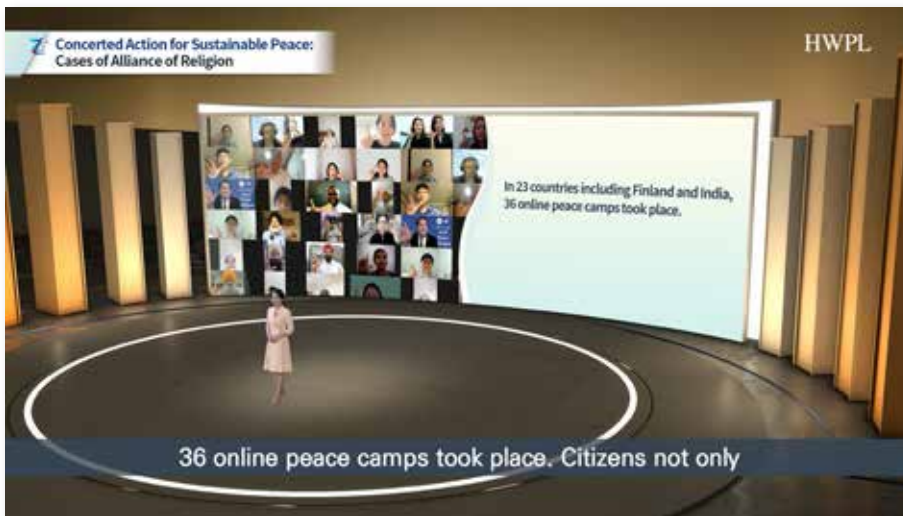 Concerted Action for Sustainable Peace:
Cases of Alliance of Religion
HWPL
In 23 countries including Finland and India,
36 online peace camps took place.
36 online peace camps took place. Citizens not only